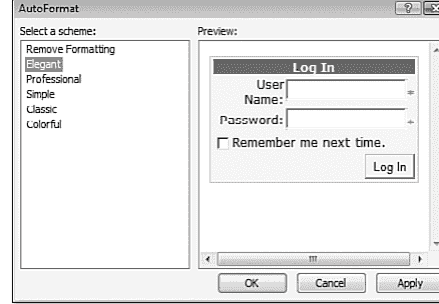 AutoFormat
Select a scheme:
Remove Formatting
Elegant
Professional
Simple
Classic
Colorful
Preview:
Log In
User
Name:
*
Password:
*
Remember me next time.
Log In
OK
Cancel
Apply